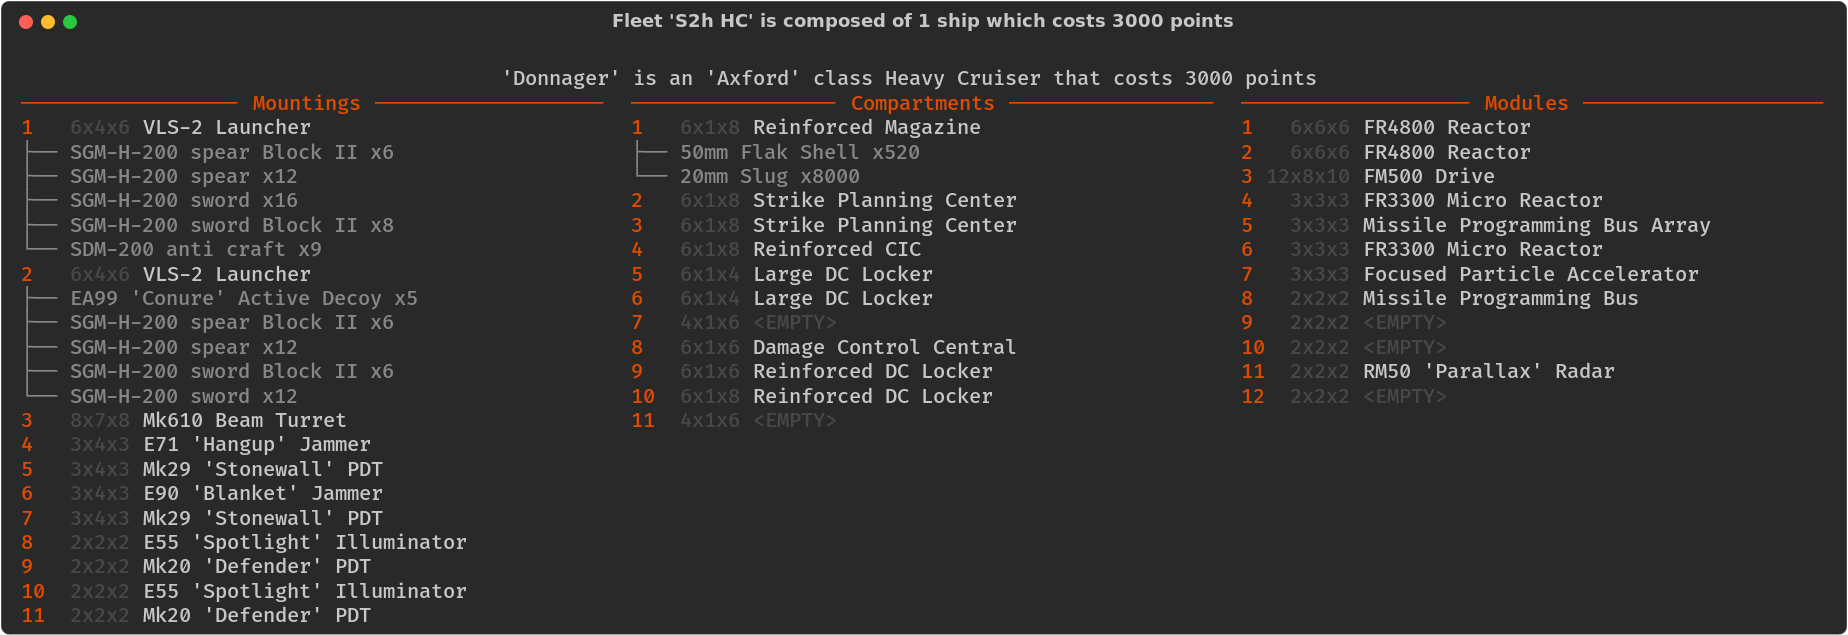 Fleet 'S2h HC' is composed of 1 ship which costs 3000 points
'Donnager' is an 'Axford' class Heavy Cruiser that costs 3000 points
Mountings
1 6x4x6 VLS-2 Launcher
SGM-H-200 spear Block II x6
SGM-H-200 spear x12
SGM-H-200 sword x16
SGM-H-200 sword Block II x8
SDM-200 anti craft x9
2 6x4x6 VLS-2 Launcher
EA99 'Conure' Active Decoy x5
SGM-H-200 spear Block II x6
SGM-H-200 spear x12
SGM-H-200 sword Block II x6
SGM-H-200 sword x12
3 8x7x8 Mk610 Beam Turret
4 3x4x3 E71 'Hangup' Jammer
5 3x4x3 Mk29 'Stonewall' PDT
6 3x4x3 E90 'Blanket' Jammer
7 3x4x3 Mk29 'Stonewall' PDT
8 2x2x2 E55 'Spotlight' Illuminator
9 2x2x2 Mk20 'Defender' PDT
10 2x2x2 E55 'Spotlight' Illuminator
11 2x2x2 Mk20 'Defender' PDT
Compartments
1 6x1x8 Reinforced Magazine
50mm Flak Shell x520
20mm Slug x8000
2 6x1x8 Strike Planning Center
3 6x1x8 Strike Planning Center
4 6x1x8 Reinforced CIC
5 6x1x4 Large DC Locker
6 6x1x4 Large DC Locker
7 4x1x6 <EMPTY>
8 6x1x6 Damage Control Central
9 6x1x6 Reinforced DC Locker
10 6x1x8 Reinforced DC Locker
11 4x1x6 <EMPTY>
Modules
1 6x6x6 FR4800 Reactor
2 6x6x6 FR4800 Reactor
3 12x8x10 FM500 Drive
4 3x3x3 FR3300 Micro Reactor
5 3x3x3 Missile Programming Bus Array
6 3x3x3 FR3300 Micro Reactor
7 3x3x3 Focused Particle Accelerator
8 2x2x2 Missile Programming Bus
9 2x2x2 <EMPTY>
10 2x2x2 <EMPTY>
11 2x2x2 RM50 'Parallax' Radar
12 2x2x2 <EMPTY>